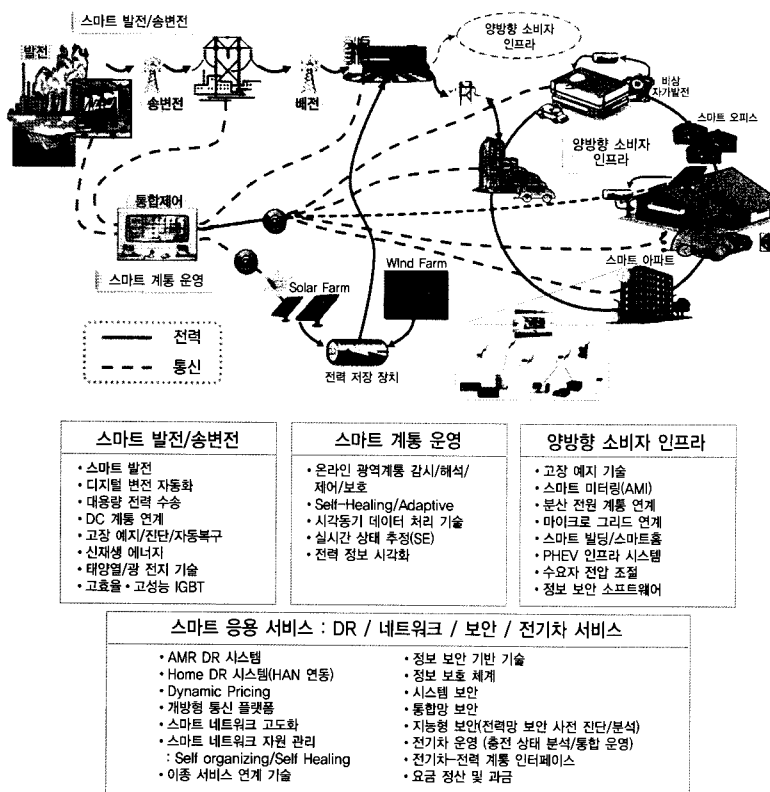 스마트 발전/송변전
발전
송변전
배전
양방향 소비자
인프라
비상
자가발전
스마트 오피스
양방향 소비자
인프라
통합제어
스마트 계통 운영
Solar Farm
Wind Farm
스마트 아파트
전력
통신
전력 저장 장치
스마트 발전/송변전
• 스마트 발전
• 디지털 변전 자동화
• 대용량 전력 수송
• DC 계통 연계
• 고장 예지/진단/자동복구
• 신재생 에너지
• 태양열/광 전지 기술
• 고효율・고성능 IGBT
스마트 계통 운영
• 온라인 광역계통 감시/해석/
제어/보호
• Self-Healing/Adaptive
• 시각동기 데이터 처리 기술
• 실시간 상태 추정(SE)
• 전력 정보 시각화
양방향 소비자 인프라
• 고장 예지 기술
• 스마트 미터링(AMI)
• 분산 전원 계통 연계
• 마이크로 그리드 연계
• 스마트 빌딩/스마트홈
• PHEV 인프라 시스템
• 수요자 전압 조절
• 정보 보안 소프트웨어
스마트 응용 서비스 : DR / 네트워크 / 보안 / 전기차 서비스
• AMR DR 시스템
• Home DR 시스템(HAN 연동)
• Dynamic Pricing
• 개방형 통신 플랫폼
• 스마트 네트워크 고도화
• 스마트 네트워크 자원 관리
: Self organizing/Self Healing
• 이종 서비스 연계 기술
• 정보 보안 기반 기술
• 정보 보호 체계
• 시스템 보안
• 통합망 보안
• 지능형 보안(전력망 보안 사전 진단/분석)
• 전기차 운영 (충전 상태 분석/통합 운영)
• 전기차-전력 계통 인터페이스
• 요금 정산 및 과금